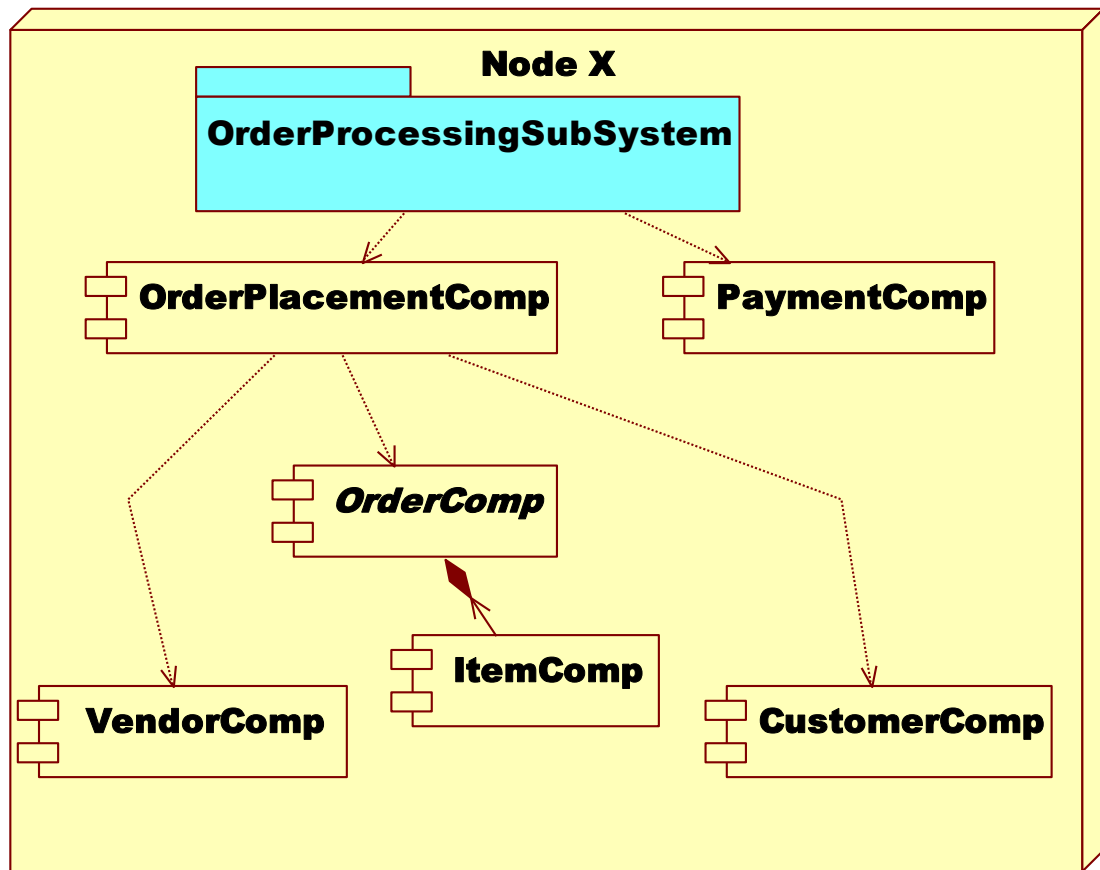 Node X
OrderProcessingSubSystem
OrderPlacementComp
PaymentComp
OrderComp
ItemComp
VendorComp
CustomerComp